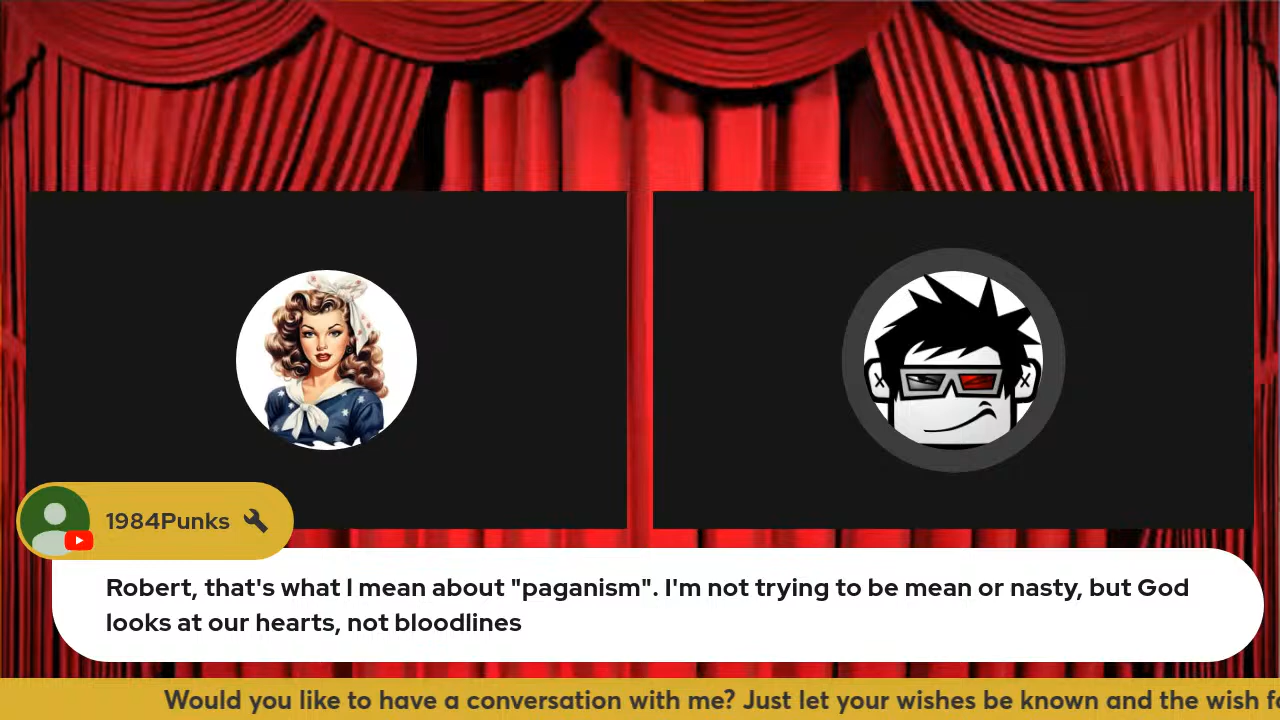 1984Punks
Robert, that's what I mean about "paganism". I'm not trying to be mean or nasty, but God
looks at our hearts, not bloodlines
Would you like to have a conversation with me? Just let your wishes be known and the wish